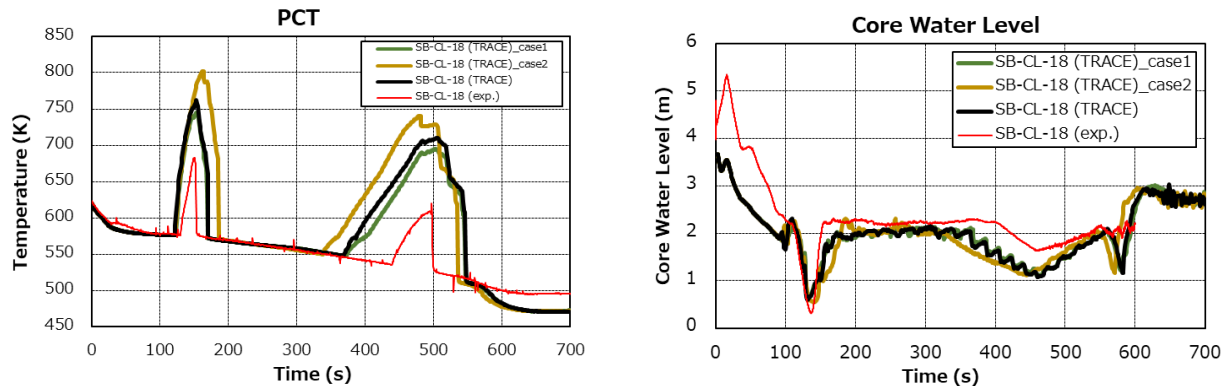 PCT
850
800
750
700
650
600
550
500
450
Temperature (K)
SB-CL-18 (TRACE)_case1
SB-CL-18 (TRACE)_case2
SB-CL-18 (TRACE)
SB-CL-18 (exp.)
0 100 200 300 400 500 600 700
Time (s)
Core Water Level
6
5
4
3
2
1
0
Core Water Level (m)
SB-CL-18 (TRACE)_case1
SB-CL-18 (TRACE)_case2
SB-CL-18 (TRACE)
SB-CL-18 (exp.)
0 100 200 300 400 500 600 700
Time (s)